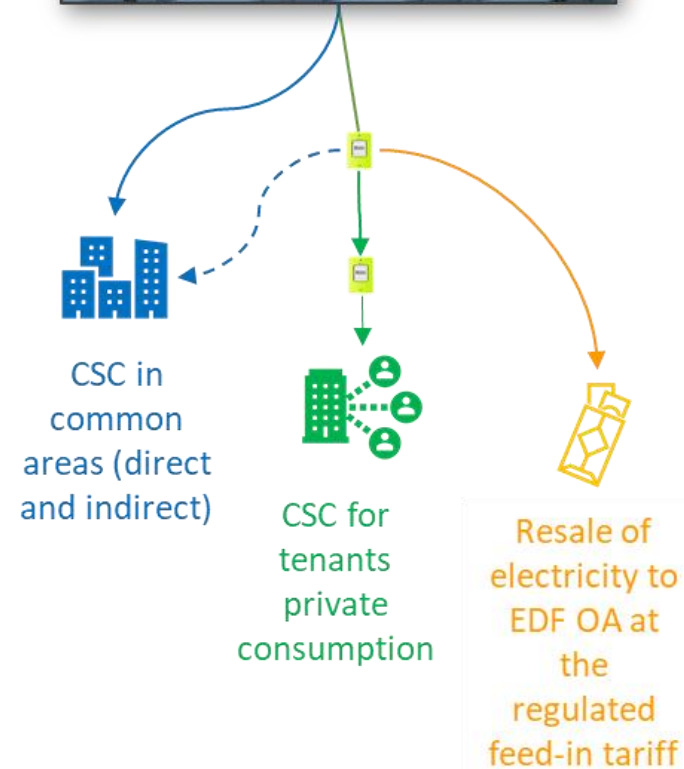 CSC in
common
areas (direct
and indirect)
CSC for
tenants
private
consumption
Resale of
electricity to
EDF OA at
the
regulated
feed-in tariff